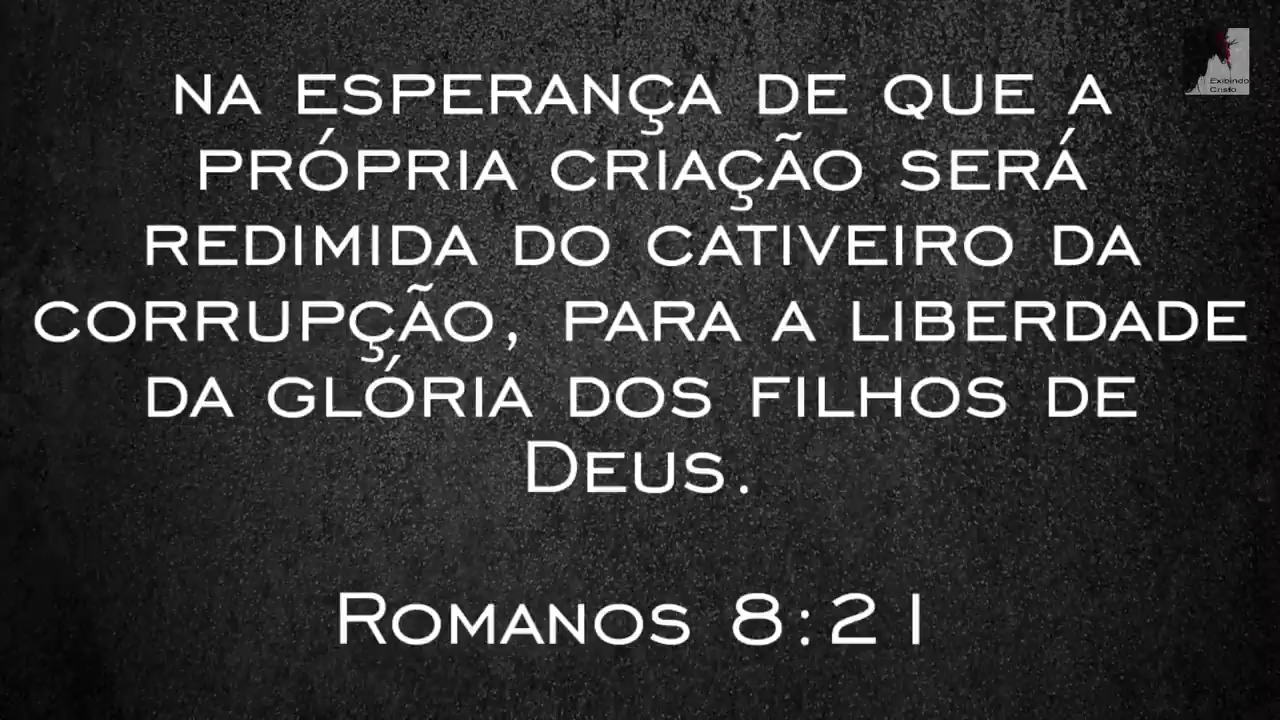 Exibindo
Cristo
NA ESPERANÇA DE QUE A
PRÓPRIA CRIAÇÃO SERÁ
REDIMIDA DO CATIVEIRO DA
CORRUPÇÃO, PARA A LIBERDADE
DA GLÓRIA DOS FILHOS DE
DEUS.
ROMANOS 8:21